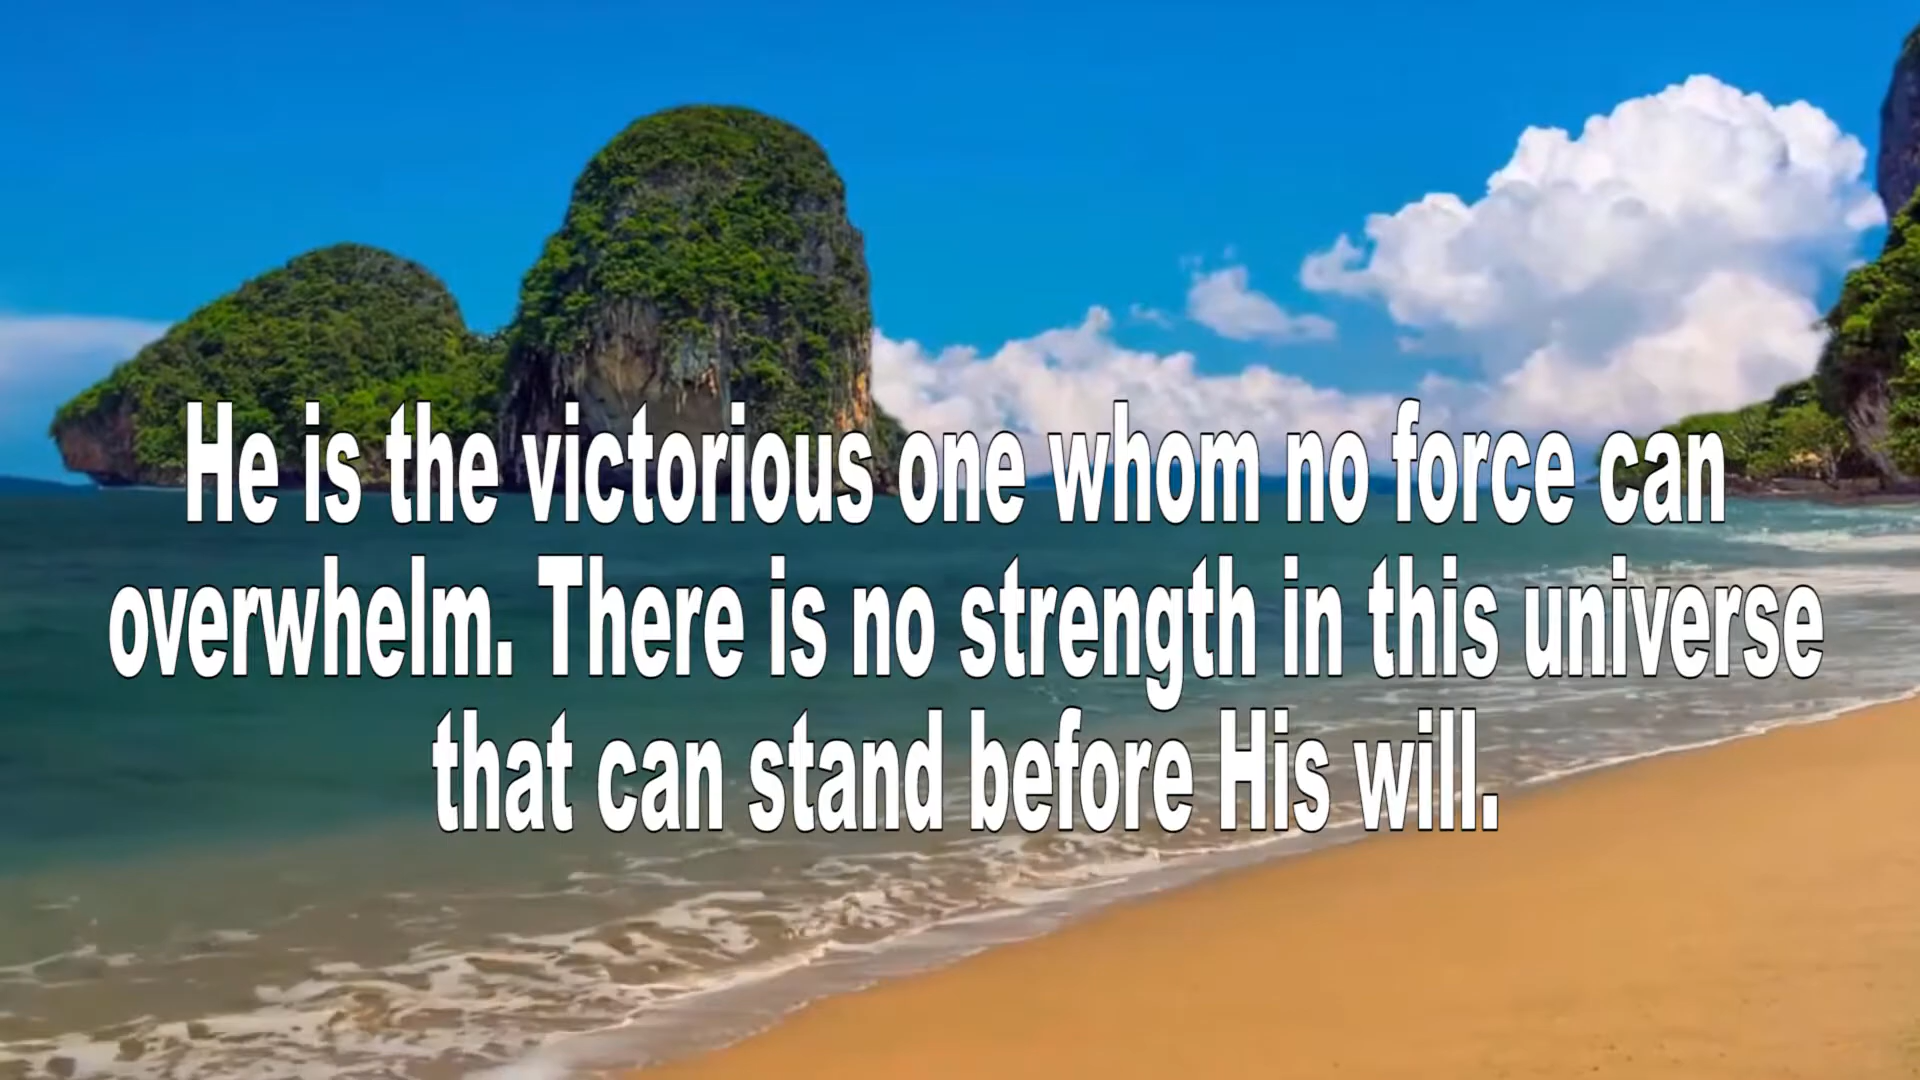 He is the victorious one whom no force can
overwhelm. There is no strength in this universe
that can stand before His will.